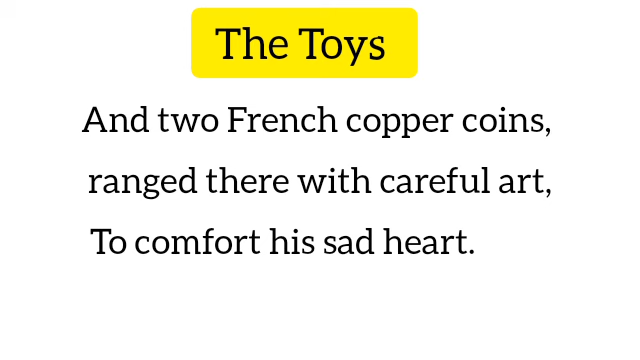 The Toys
And two French copper coins,
ranged there with careful art,
To comfort his sad heart.